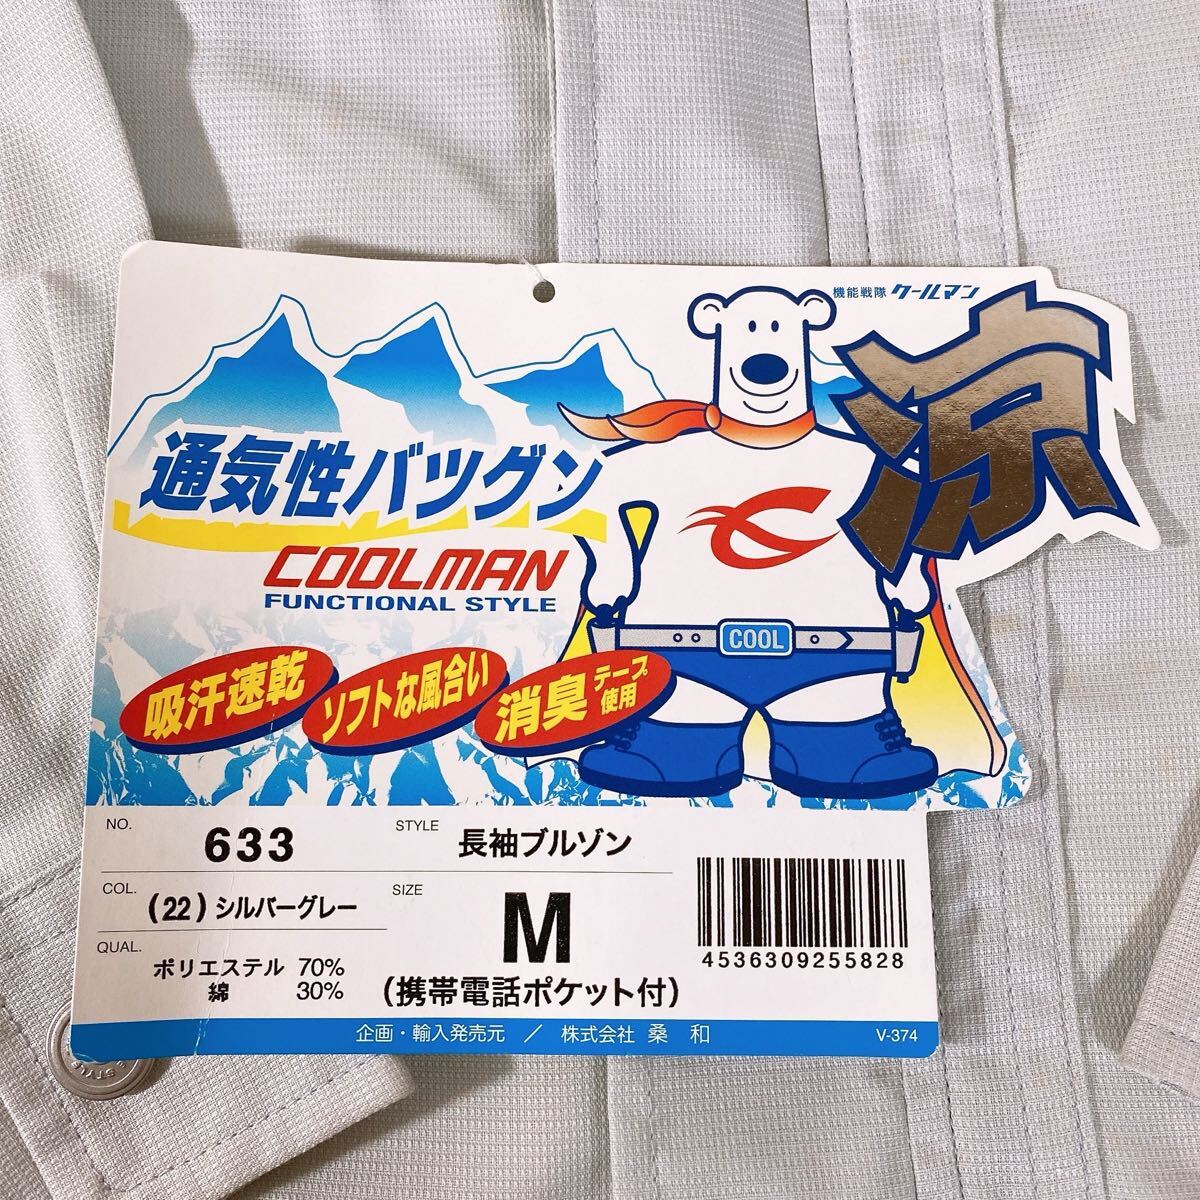 機能戦隊 クールマン
涼
通気性バツグン
COOLMAN
FUNCTIONAL STYLE
COOL
吸汗速乾
ソフトな風合い
消臭テープ使用
NO. 633
STYLE 長袖ブルゾン
COL. (22) シルバーグレー
SIZE M
(携帯電話ポケット付)
QUAL. ポリエステル 70%
綿 30%
4536309255828
企画・輸入発売元 / 株式会社 桑和
V-374